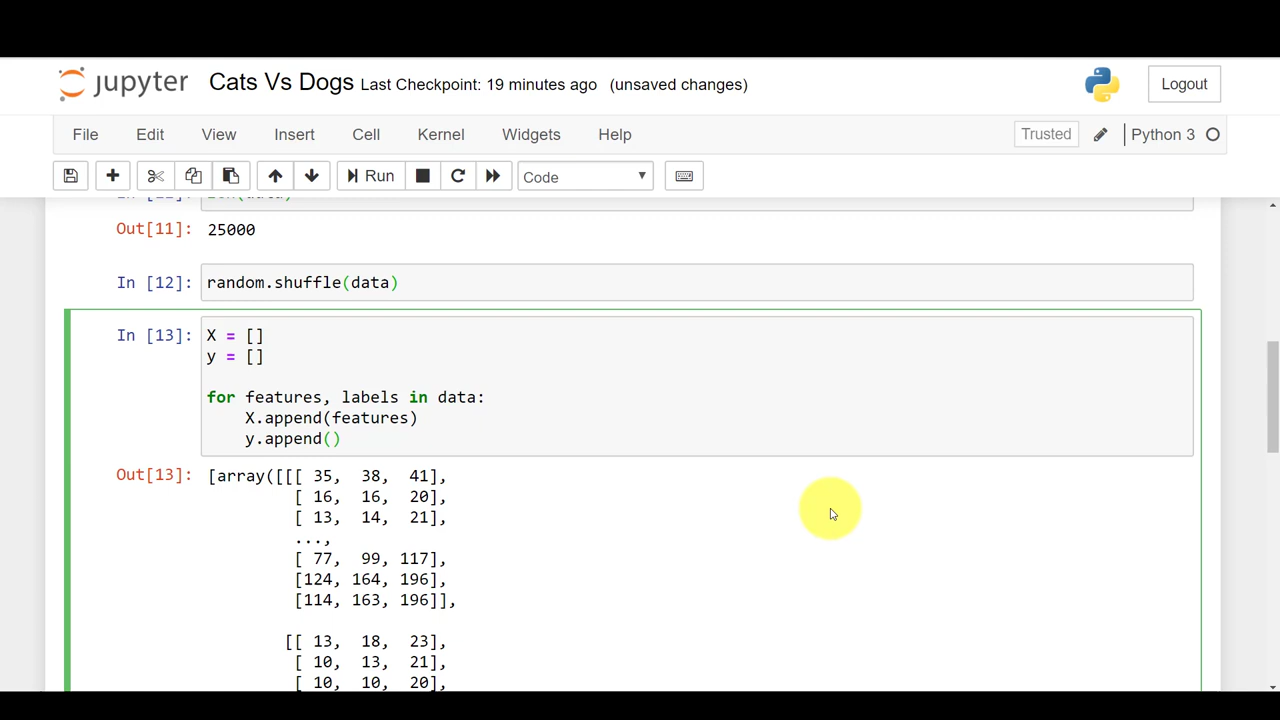 jupyter Cats Vs Dogs Last Checkpoint: 19 minutes ago (unsaved changes) Logout
File Edit View Insert Cell Kernel Widgets Help Trusted Python 3
Run Code
Out[11]: 25000
In [12]: random.shuffle(data)
In [13]: X = []
y = []
for features, labels in data:
X.append(features)
y.append()
Out[13]: [array([[[ 35, 38, 41],
[ 16, 16, 20],
[ 13, 14, 21],
...,
[ 77, 99, 117],
[124, 164, 196],
[114, 163, 196]],
[[ 13, 18, 23],
[ 10, 13, 21],
[ 10, 10, 20],